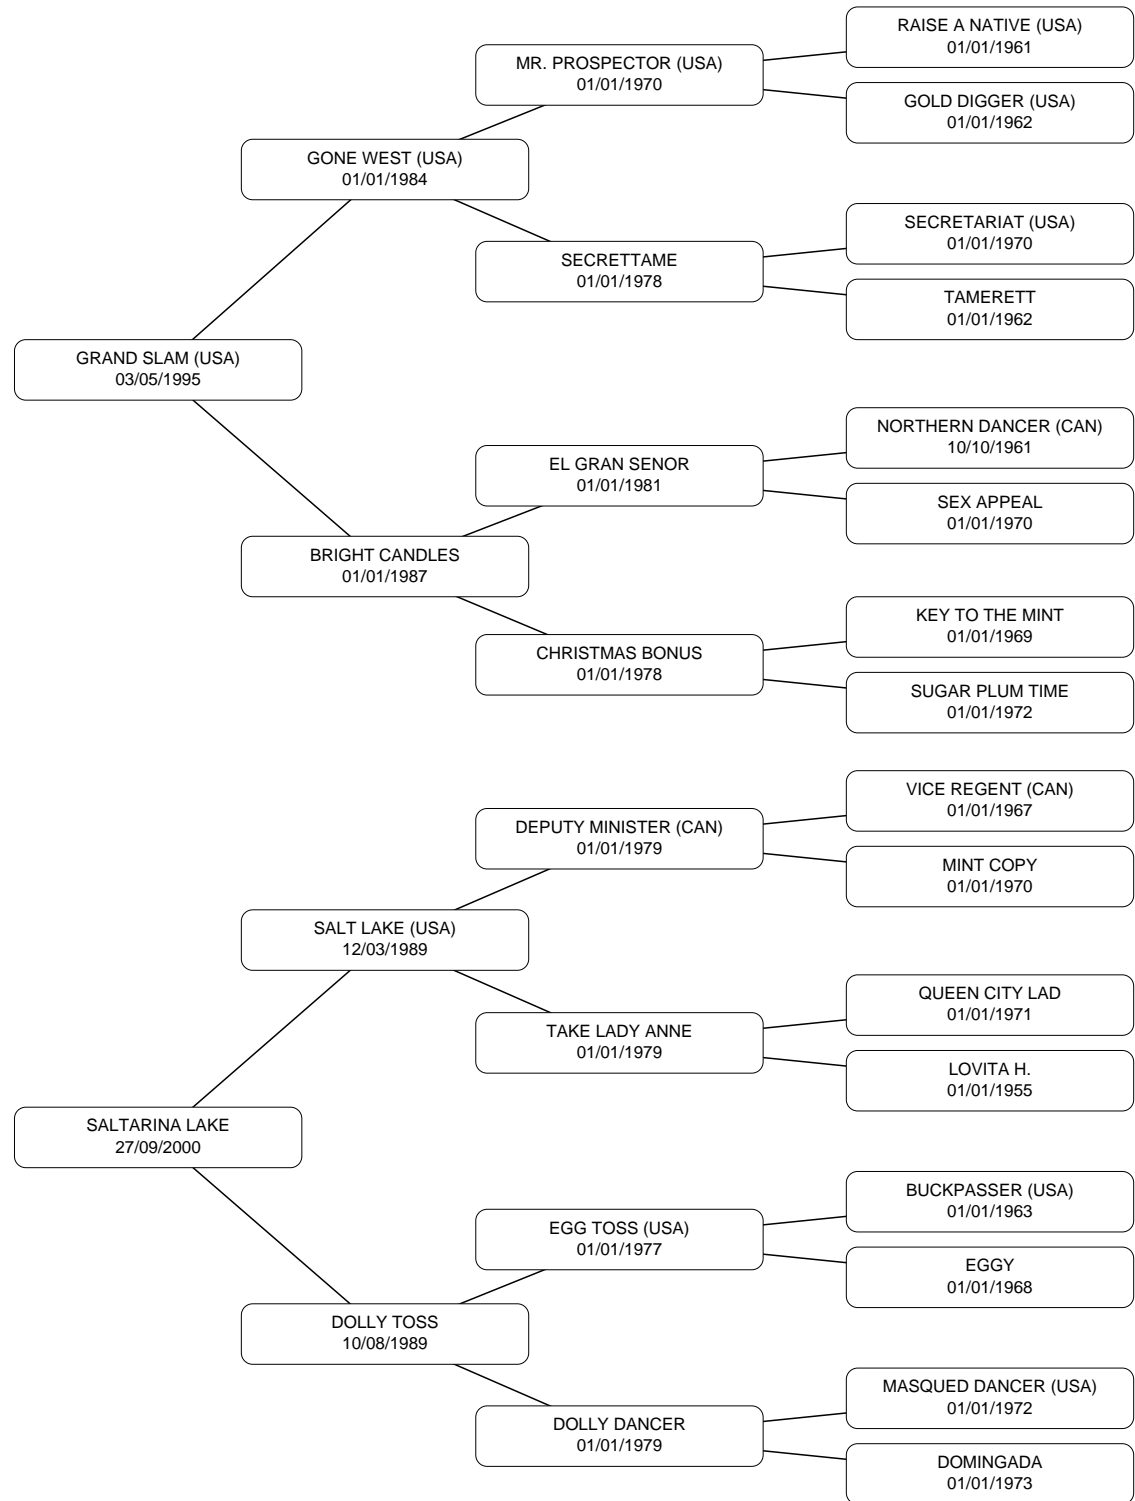 RAISE A NATIVE (USA)
01/01/1961
MR. PROSPECTOR (USA)
01/01/1970
GOLD DIGGER (USA)
01/01/1962
GONE WEST (USA)
01/01/1984
SECRETARIAT (USA)
01/01/1970
SECRETTAME
01/01/1978
TAMERETT
01/01/1962
GRAND SLAM (USA)
03/05/1995
NORTHERN DANCER (CAN)
10/10/1961
EL GRAN SENOR
01/01/1981
SEX APPEAL
01/01/1970
BRIGHT CANDLES
01/01/1987
KEY TO THE MINT
01/01/1969
CHRISTMAS BONUS
01/01/1978
SUGAR PLUM TIME
01/01/1972
VICE REGENT (CAN)
01/01/1967
DEPUTY MINISTER (CAN)
01/01/1979
MINT COPY
01/01/1970
SALT LAKE (USA)
12/03/1989
QUEEN CITY LAD
01/01/1971
TAKE LADY ANNE
01/01/1979
LOVITA H.
01/01/1955
SALTARINA LAKE
27/09/2000
BUCKPASSER (USA)
01/01/1963
EGG TOSS (USA)
01/01/1977
EGGY
01/01/1968
DOLLY TOSS
10/08/1989
MASQUED DANCER (USA)
01/01/1972
DOLLY DANCER
01/01/1979
DOMINGADA
01/01/1973